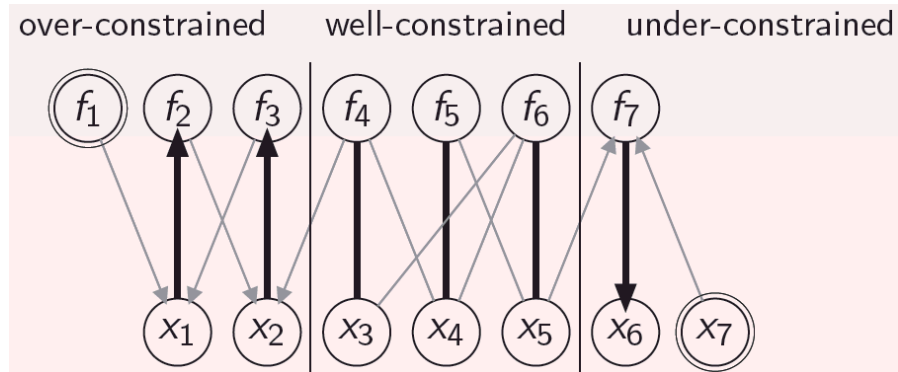 over-constrained well-constrained under-constrained
f1 f2 f3 f4 f5 f6 f7
x1 x2 x3 x4 x5 x6 x7